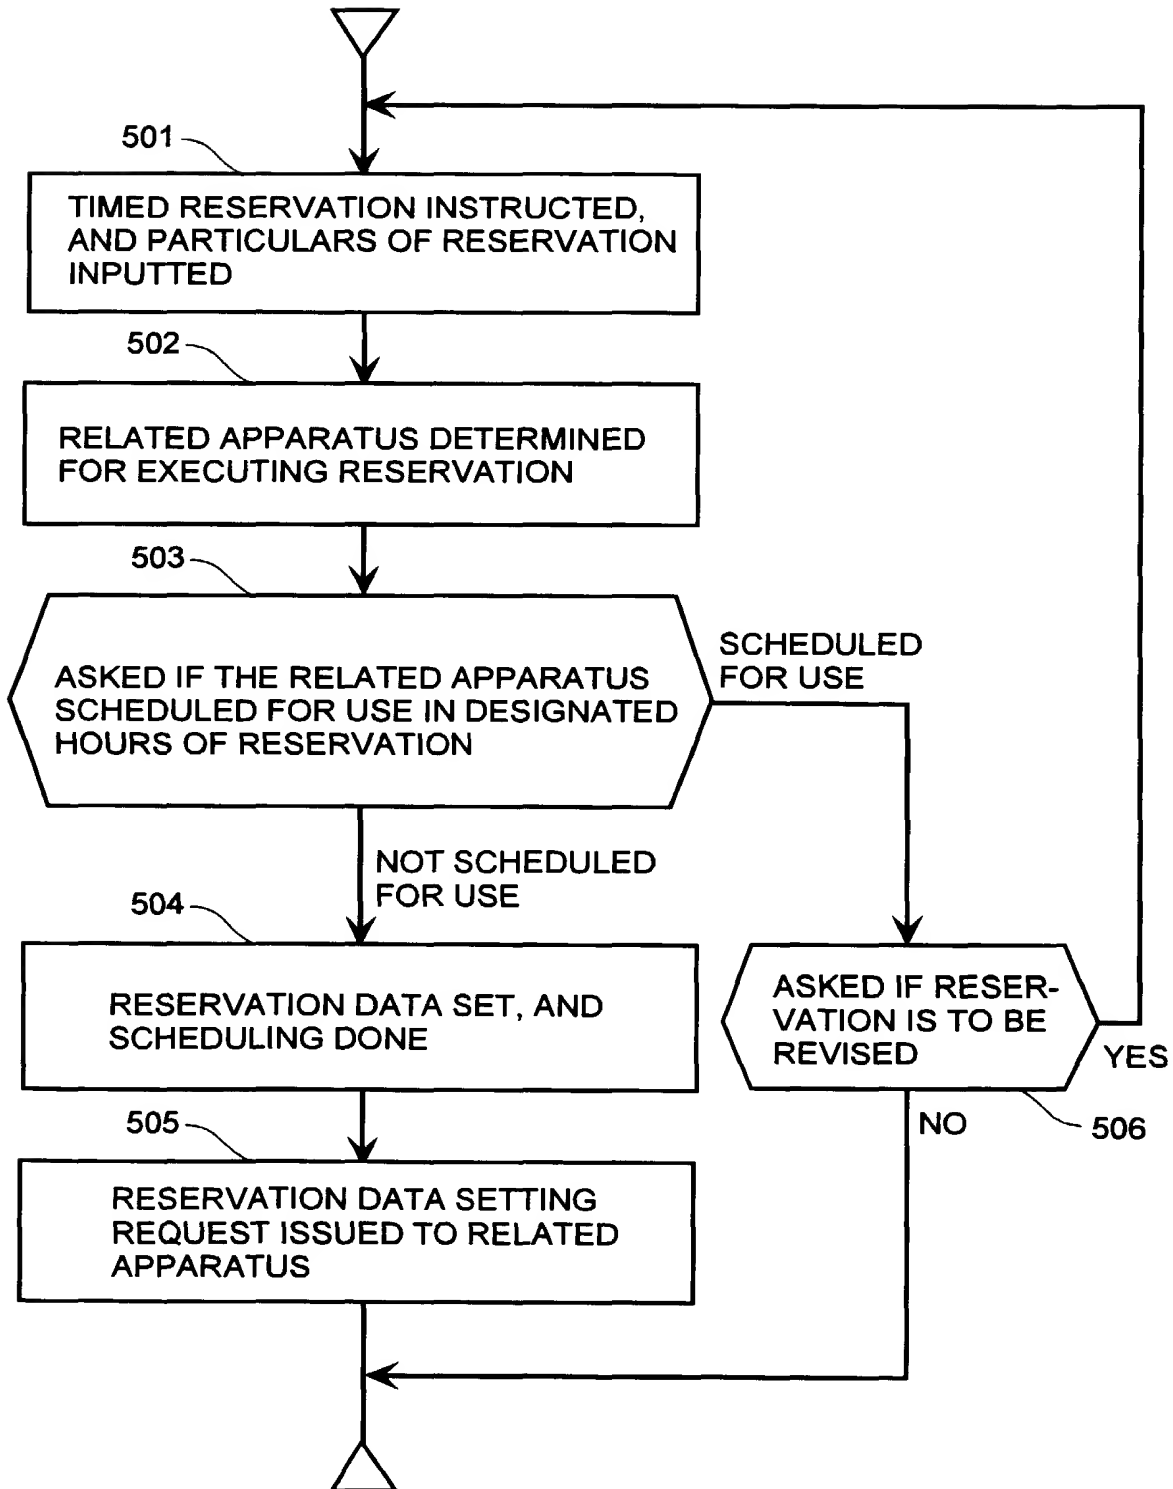 501
TIMED RESERVATION INSTRUCTED,
AND PARTICULARS OF RESERVATION
INPUTTED
502
RELATED APPARATUS DETERMINED
FOR EXECUTING RESERVATION
503
ASKED IF THE RELATED APPARATUS
SCHEDULED FOR USE IN DESIGNATED
HOURS OF RESERVATION
SCHEDULED
FOR USE
NOT SCHEDULED
FOR USE
504
RESERVATION DATA SET, AND
SCHEDULING DONE
ASKED IF RESER-
VATION IS TO BE
REVISED
YES
506
NO
505
RESERVATION DATA SETTING
REQUEST ISSUED TO RELATED
APPARATUS